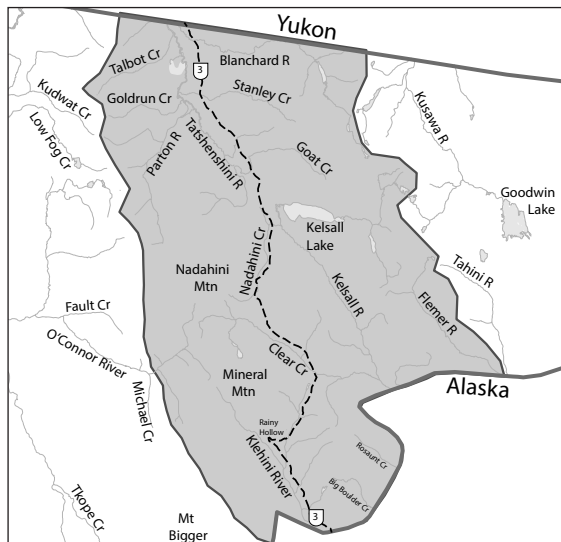 Yukon
Talbot Cr
3
Blanchard R
Kudwat Cr
Goldrun Cr
Stanley Cr
Kusawa R
Low Fog Cr
Parton R
Tatshenshini R
Goat Cr
Goodwin
Lake
Kelsall
Lake
Nadahini Cr
Nadahini
Mtn
Kelsall R
Tahini R
Flemer R
Fault Cr
O'Connor River
Clear Cr
Mineral
Mtn
Alaska
Michael Cr
Rainy
Hollow
Klehini River
Rosaunt Cr
Big Boulder Cr
Tkope Cr
3
Mt
Bigger